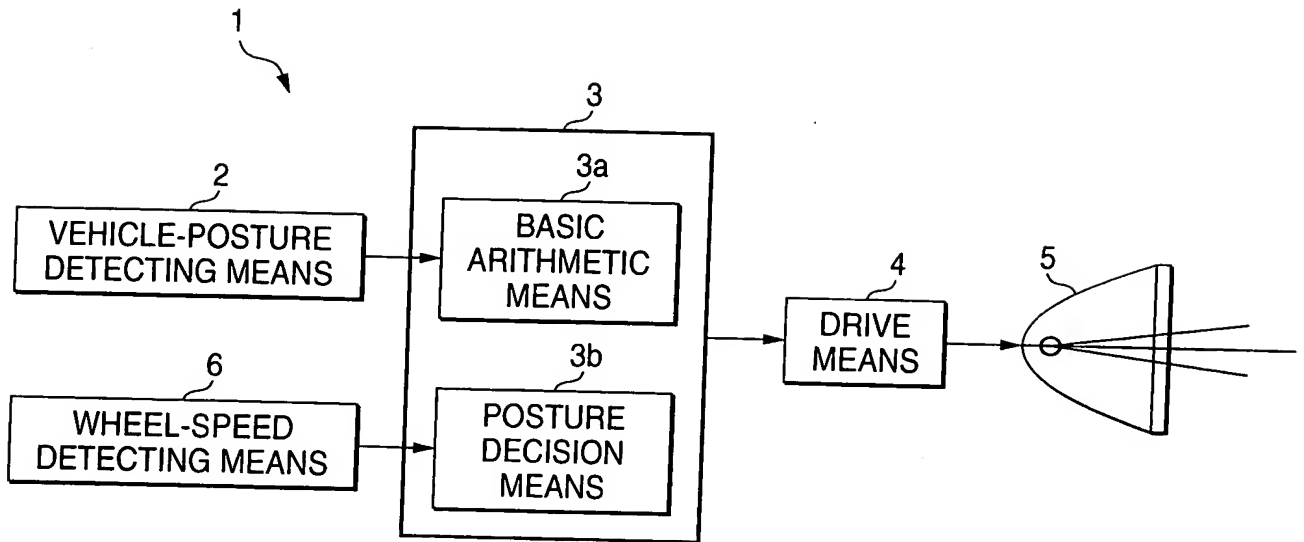 1
3
2
VEHICLE-POSTURE
DETECTING MEANS
3a
BASIC
ARITHMETIC
MEANS
4
DRIVE
MEANS
5
6
WHEEL-SPEED
DETECTING MEANS
3b
POSTURE
DECISION
MEANS